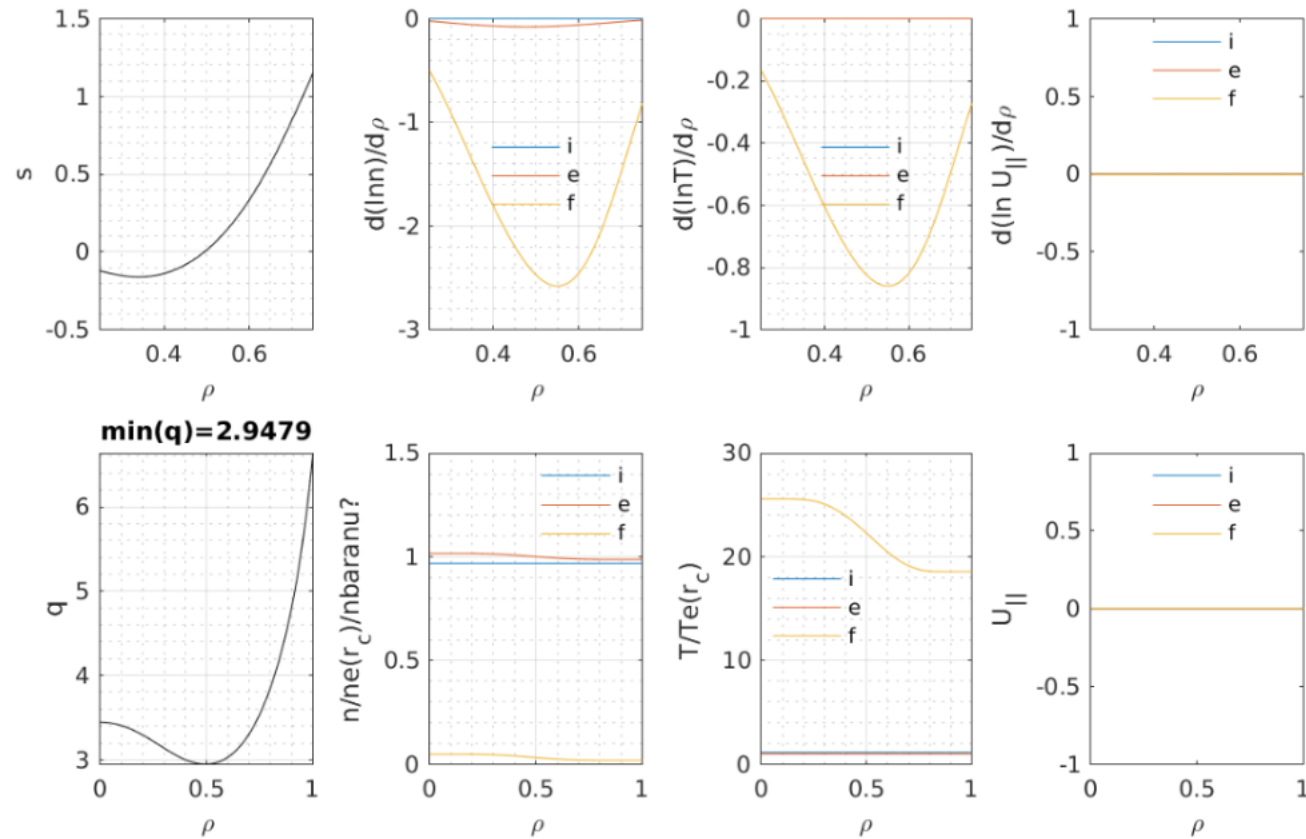 1.5
1
0.5
0
-0.5
s
0.4
0.6
ρ
0
-1
-2
-3
d(lnn)/dρ
i
e
f
0.4
0.6
ρ
0
-0.2
-0.4
-0.6
-0.8
-1
d(lnT)/dρ
i
e
f
0.4
0.6
ρ
1
0.5
0
-0.5
-1
d(ln U||)/dρ
i
e
f
0.4
0.6
ρ
min(q)=2.9479
6
5
4
3
q
0
0.5
1
ρ
1.5
1
0.5
0
n/ne(r_c)/nbaranu?
i
e
f
0
0.5
1
ρ
30
20
10
0
T/Te(r_c)
i
e
f
0
0.5
1
ρ
1
0.5
0
-0.5
-1
U||
i
e
f
0
0.5
1
ρ